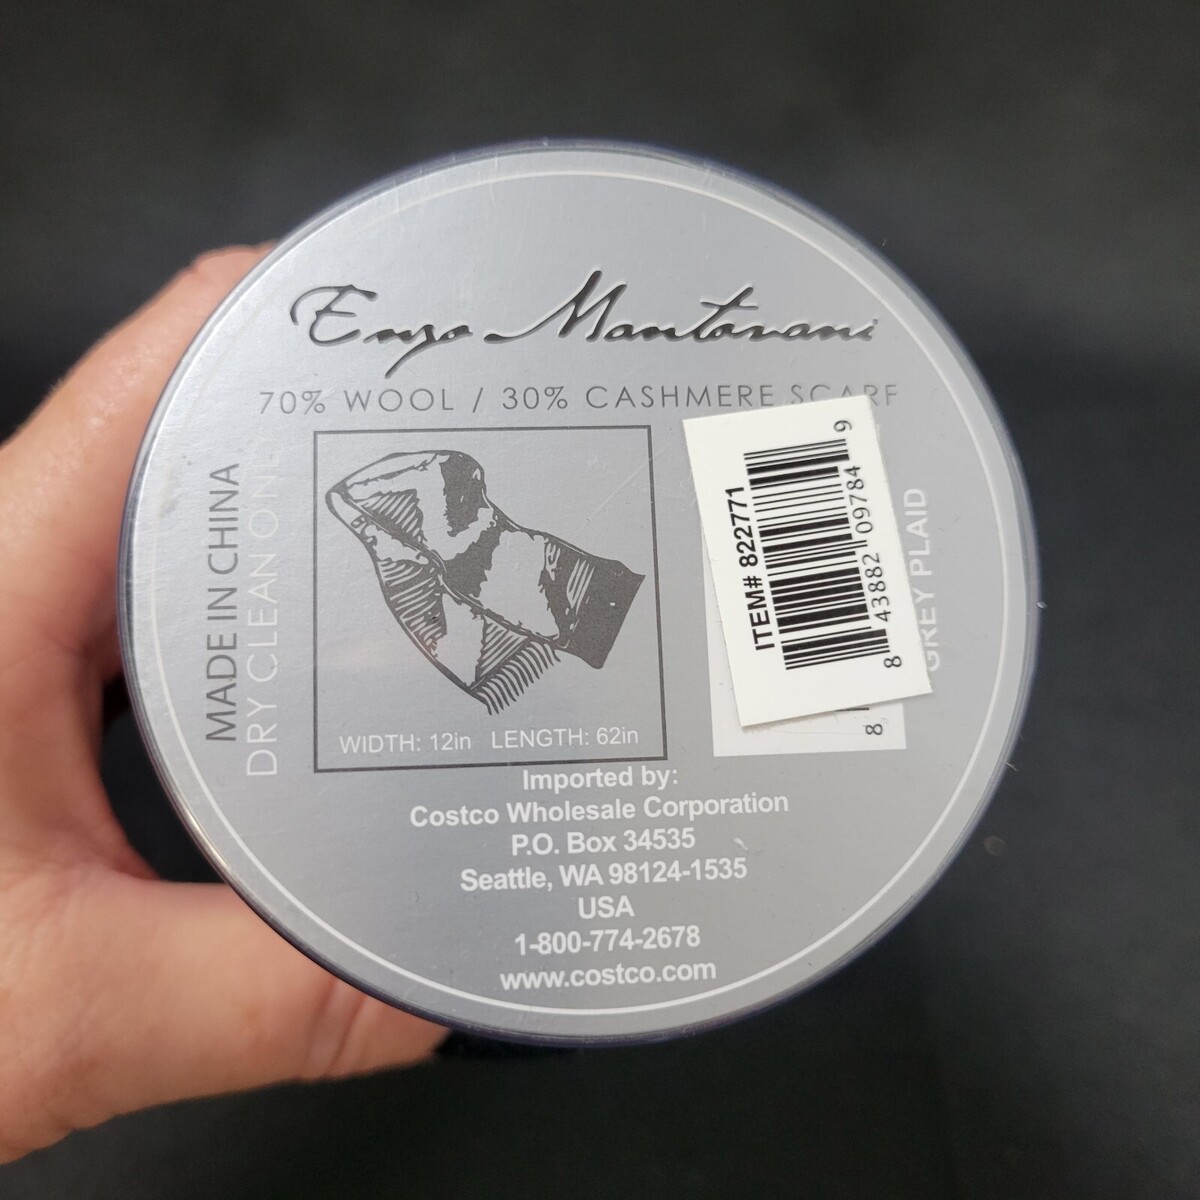 Enzo Mantovani
70% WOOL / 30% CASHMERE SCARF
MADE IN CHINA
DRY CLEAN ONLY
WIDTH: 12in LENGTH: 62in
ITEM# 822771
8 43882 09784 9
8
GREY PLAID
Imported by:
Costco Wholesale Corporation
P.O. Box 34535
Seattle, WA 98124-1535
USA
1-800-774-2678
www.costco.com